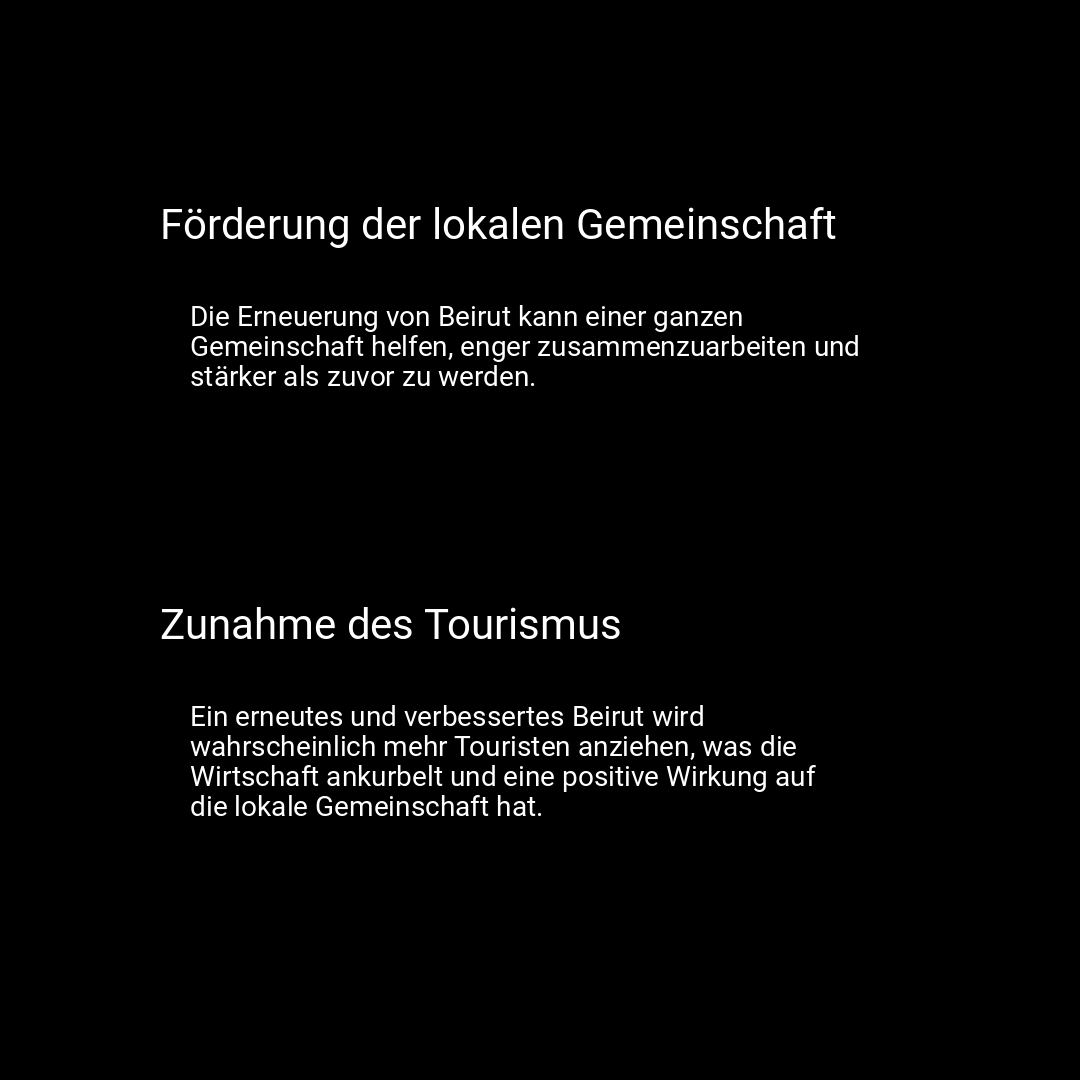 Förderung der lokalen Gemeinschaft
Die Erneuerung von Beirut kann einer ganzen
Gemeinschaft helfen, enger zusammenzuarbeiten und
stärker als zuvor zu werden.
Zunahme des Tourismus
Ein erneutes und verbessertes Beirut wird
wahrscheinlich mehr Touristen anziehen, was die
Wirtschaft ankurbelt und eine positive Wirkung auf
die lokale Gemeinschaft hat.